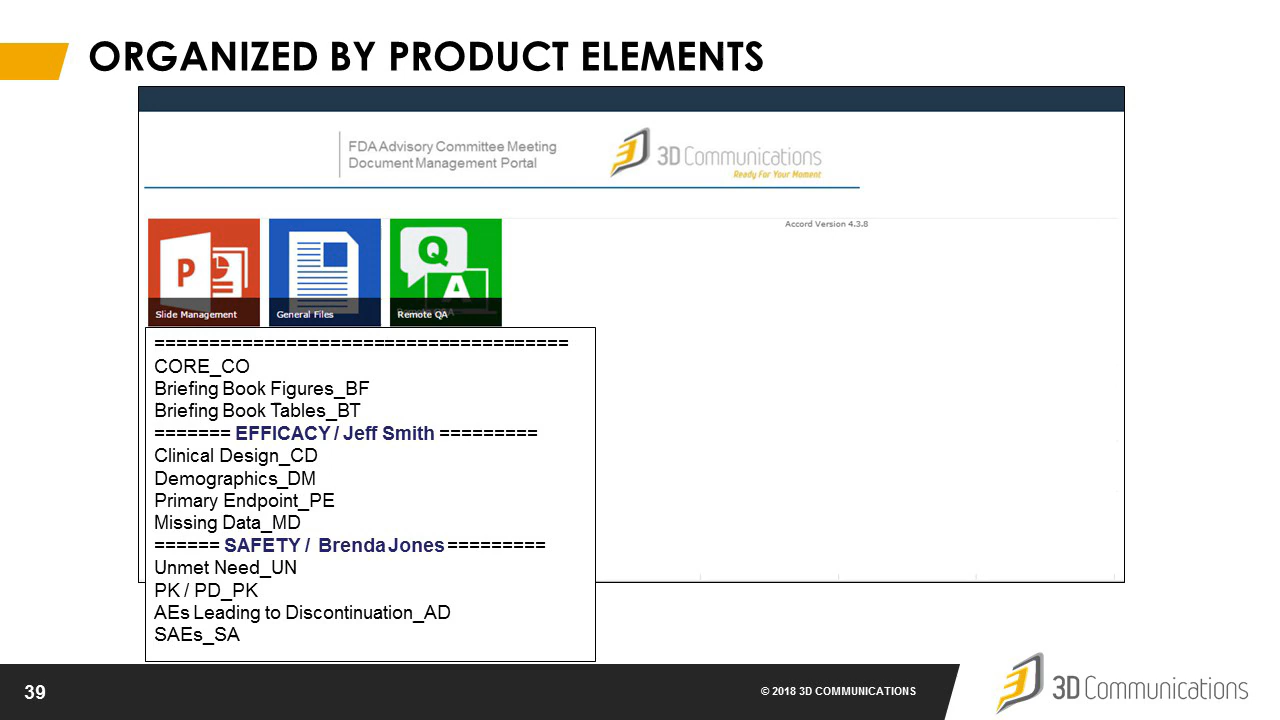 ORGANIZED BY PRODUCT ELEMENTS
FDA Advisory Committee Meeting
Document Management Portal
3D Communications
Ready For Your Moment
Accord Version 4.3.8
P
Q
A
Slide Management
General Files
Remote QA
======================================
CORE_CO
Briefing Book Figures_BF
Briefing Book Tables_BT
======= EFFICACY / Jeff Smith =========
Clinical Design_CD
Demographics_DM
Primary Endpoint_PE
Missing Data_MD
====== SAFETY / Brenda Jones =========
Unmet Need_UN
PK / PD_PK
AEs Leading to Discontinuation_AD
SAEs_SA
39
© 2018 3D COMMUNICATIONS
3D Communications